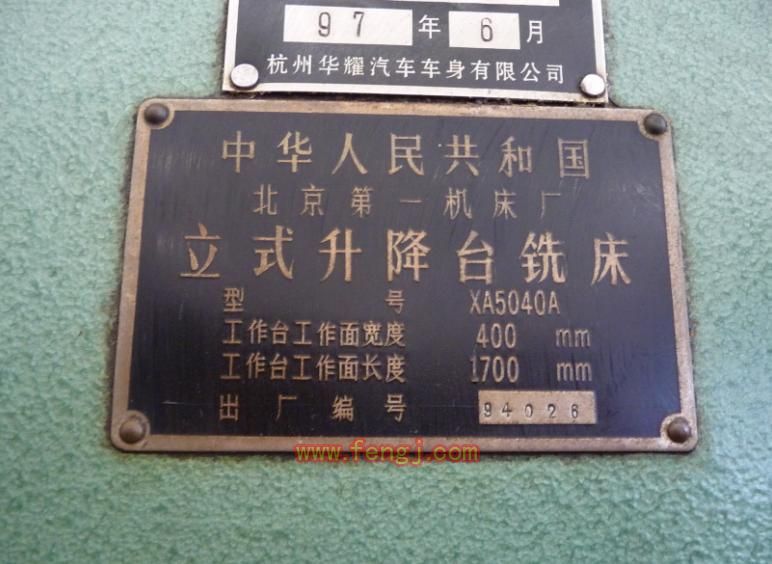 97 年 6 月
杭州华耀汽车车身有限公司
中华人民共和国
北京第一机床厂
立式升降台铣床
型 号 XA5040A
工作台工作面宽度 400 mm
工作台工作面长度 1700 mm
出厂编号 94026
www.fengj.com